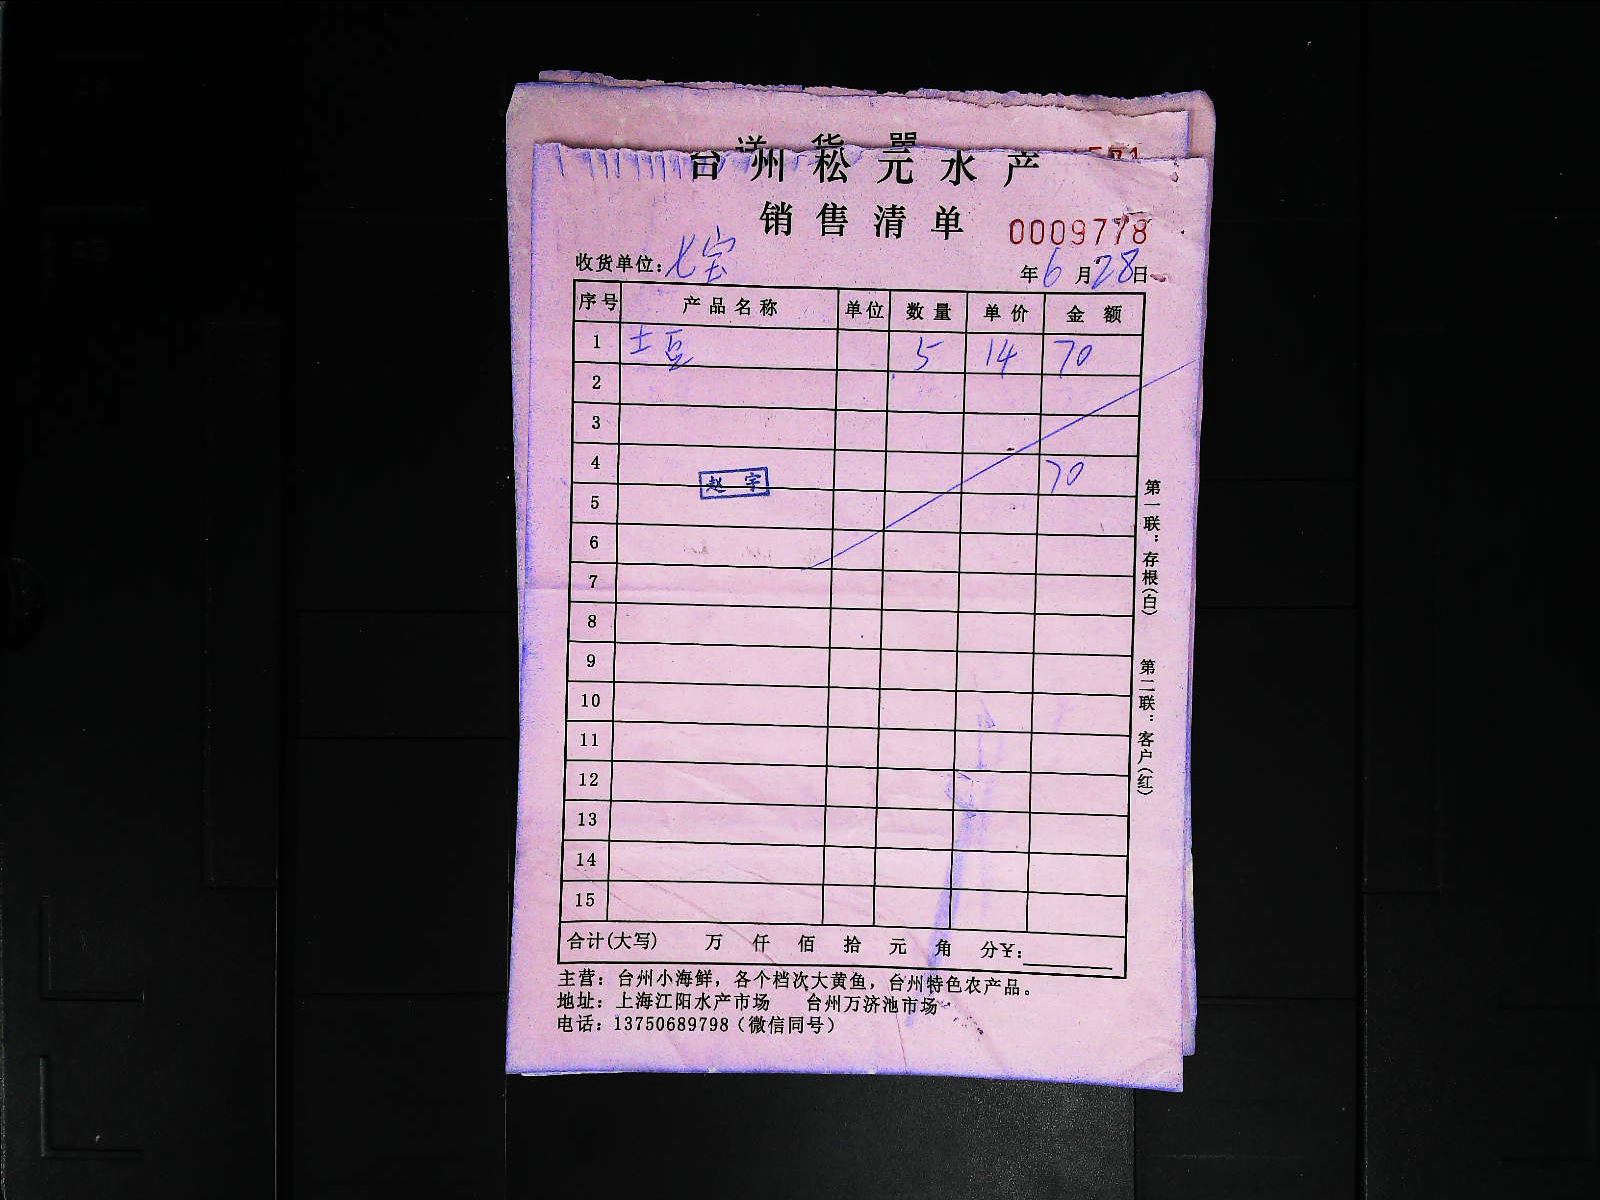 台州松元水产
销售清单 0009778
收货单位：七宝 年6月28日
序号 产品名称 单位 数量 单价 金额
1 土豆 5 14 70
2
3
4 70
赵宇
5
6
7
8
9
10
11
12
13
14
15
合计(大写) 万 仟 佰 拾 元 角 分¥：
主营：台州小海鲜，各个档次大黄鱼，台州特色农产品。
地址：上海江阳水产市场 台州万济池市场
电话：13750689798（微信同号）
第一联：存根(白)
第二联：客户(红)